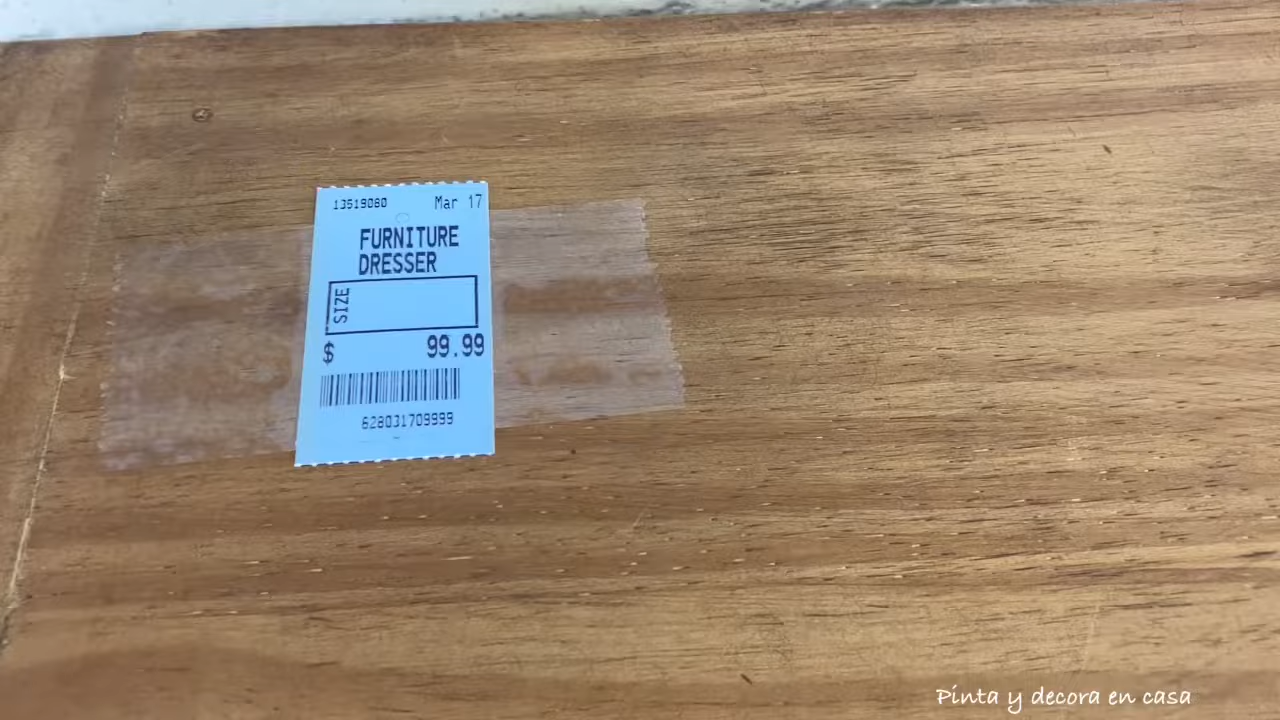 13519080 Mar 17
FURNITURE
DRESSER
SIZE
$ 99.99
628031709999
Pinta y decora en casa